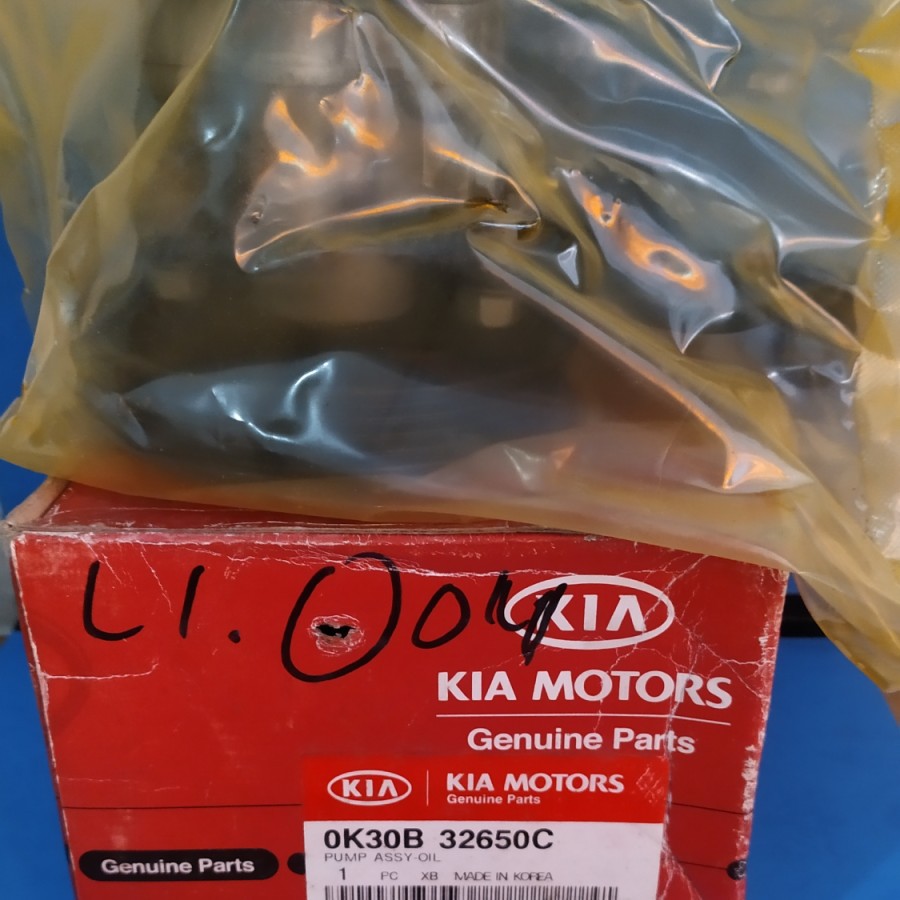 L1.
KIA
KIA MOTORS
Genuine Parts
KIA
KIA MOTORS
Genuine Parts
0K30B 32650C
PUMP ASSY-OIL
1 PC XB MADE IN KOREA
Genuine Parts